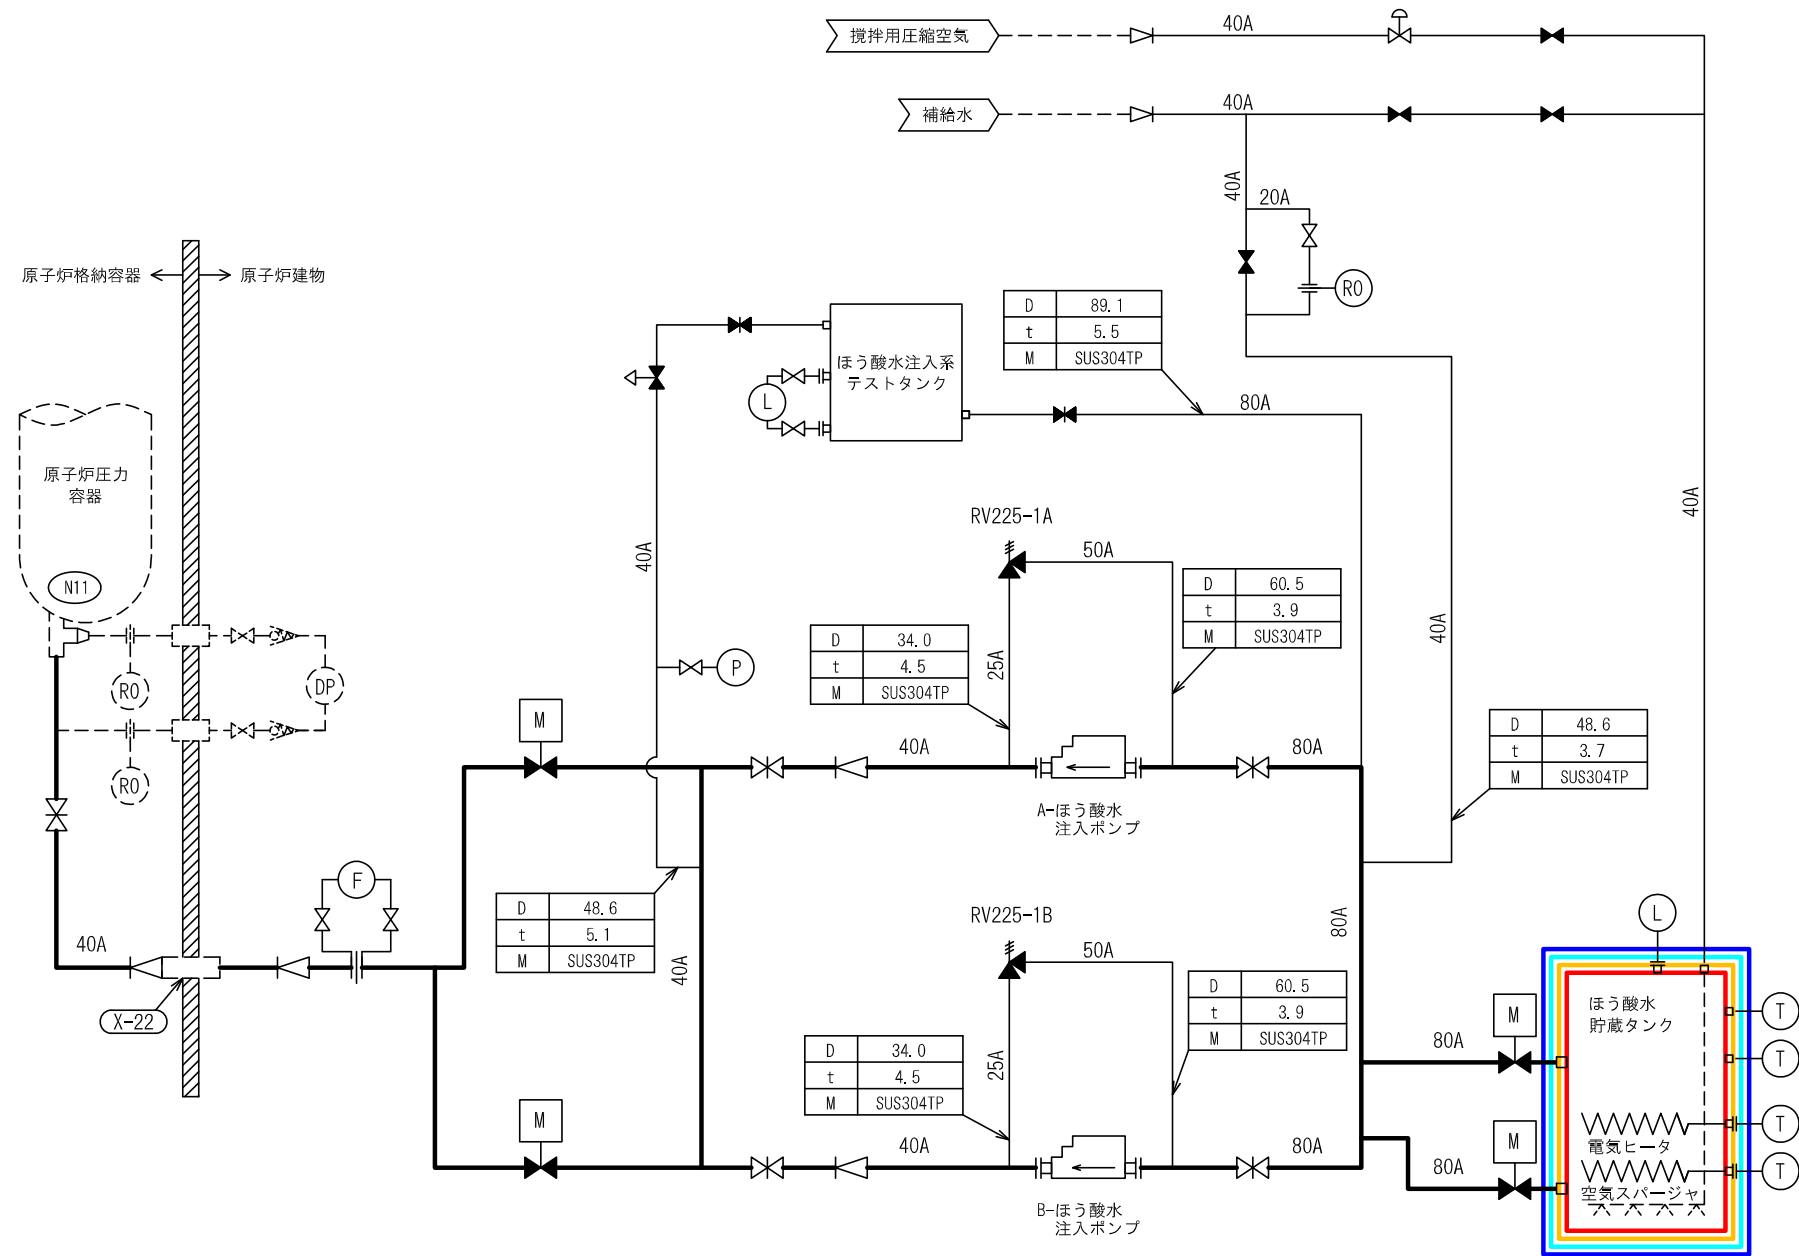 撹拌用圧縮空気
40A
補給水
40A
40A
20A
RO
原子炉格納容器
原子炉建物
D 89.1
t 5.5
M SUS304TP
ほう酸水注入系
テストタンク
L
80A
原子炉圧力
容器
N11
40A
RV225-1A
50A
40A
D 60.5
t 3.9
M SUS304TP
D 34.0
t 4.5
M SUS304TP
25A
40A
P
RO
DP
RO
M
40A
80A
D 48.6
t 3.7
M SUS304TP
A-ほう酸水
注入ポンプ
F
D 48.6
t 5.1
M SUS304TP
40A
RV225-1B
50A
80A
L
40A
X-22
D 60.5
t 3.9
M SUS304TP
D 34.0
t 4.5
M SUS304TP
25A
M
40A
80A
B-ほう酸水
注入ポンプ
M
80A
M
80A
ほう酸水
貯蔵タンク
T
T
T
電気ヒータ
T
空気スパージャ